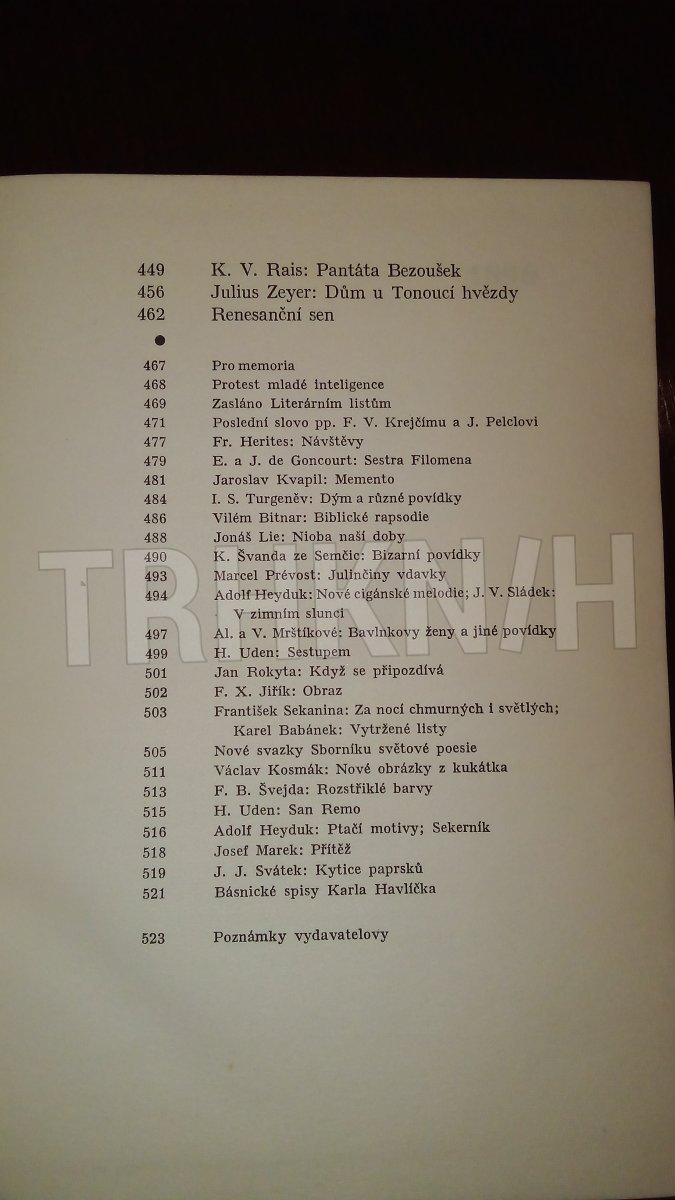 449 K. V. Rais: Pantáta Bezoušek
456 Julius Zeyer: Dům u Tonoucí hvězdy
462 Renesanční sen
●
467 Pro memoria
468 Protest mladé inteligence
469 Zasláno Literárním listům
471 Poslední slovo pp. F. V. Krejčímu a J. Pelclovi
477 Fr. Herites: Návštěvy
479 E. a J. de Goncourt: Sestra Filomena
481 Jaroslav Kvapil: Memento
484 I. S. Turgeněv: Dým a různé povídky
486 Vilém Bitnar: Biblické rapsodie
488 Jonáš Lie: Nioba naší doby
490 K. Švanda ze Semčic: Bizarní povídky
493 Marcel Prévost: Julinčiny vdavky
494 Adolf Heyduk: Nové cigánské melodie; J. V. Sládek:
V zimním slunci
497 Al. a V. Mrštíkové: Bavlnkovy ženy a jiné povídky
499 H. Uden: Sestupem
501 Jan Rokyta: Když se připozdívá
502 F. X. Jiřík: Obraz
503 František Sekanina: Za nocí chmurných i světlých;
Karel Babánek: Vytržené listy
505 Nové svazky Sborníku světové poesie
511 Václav Kosmák: Nové obrázky z kukátka
513 F. B. Švejda: Rozstřiklé barvy
515 H. Uden: San Remo
516 Adolf Heyduk: Ptačí motivy; Sekerník
518 Josef Marek: Přítěž
519 J. J. Svátek: Kytice paprsků
521 Básnické spisy Karla Havlíčka
523 Poznámky vydavatelovy